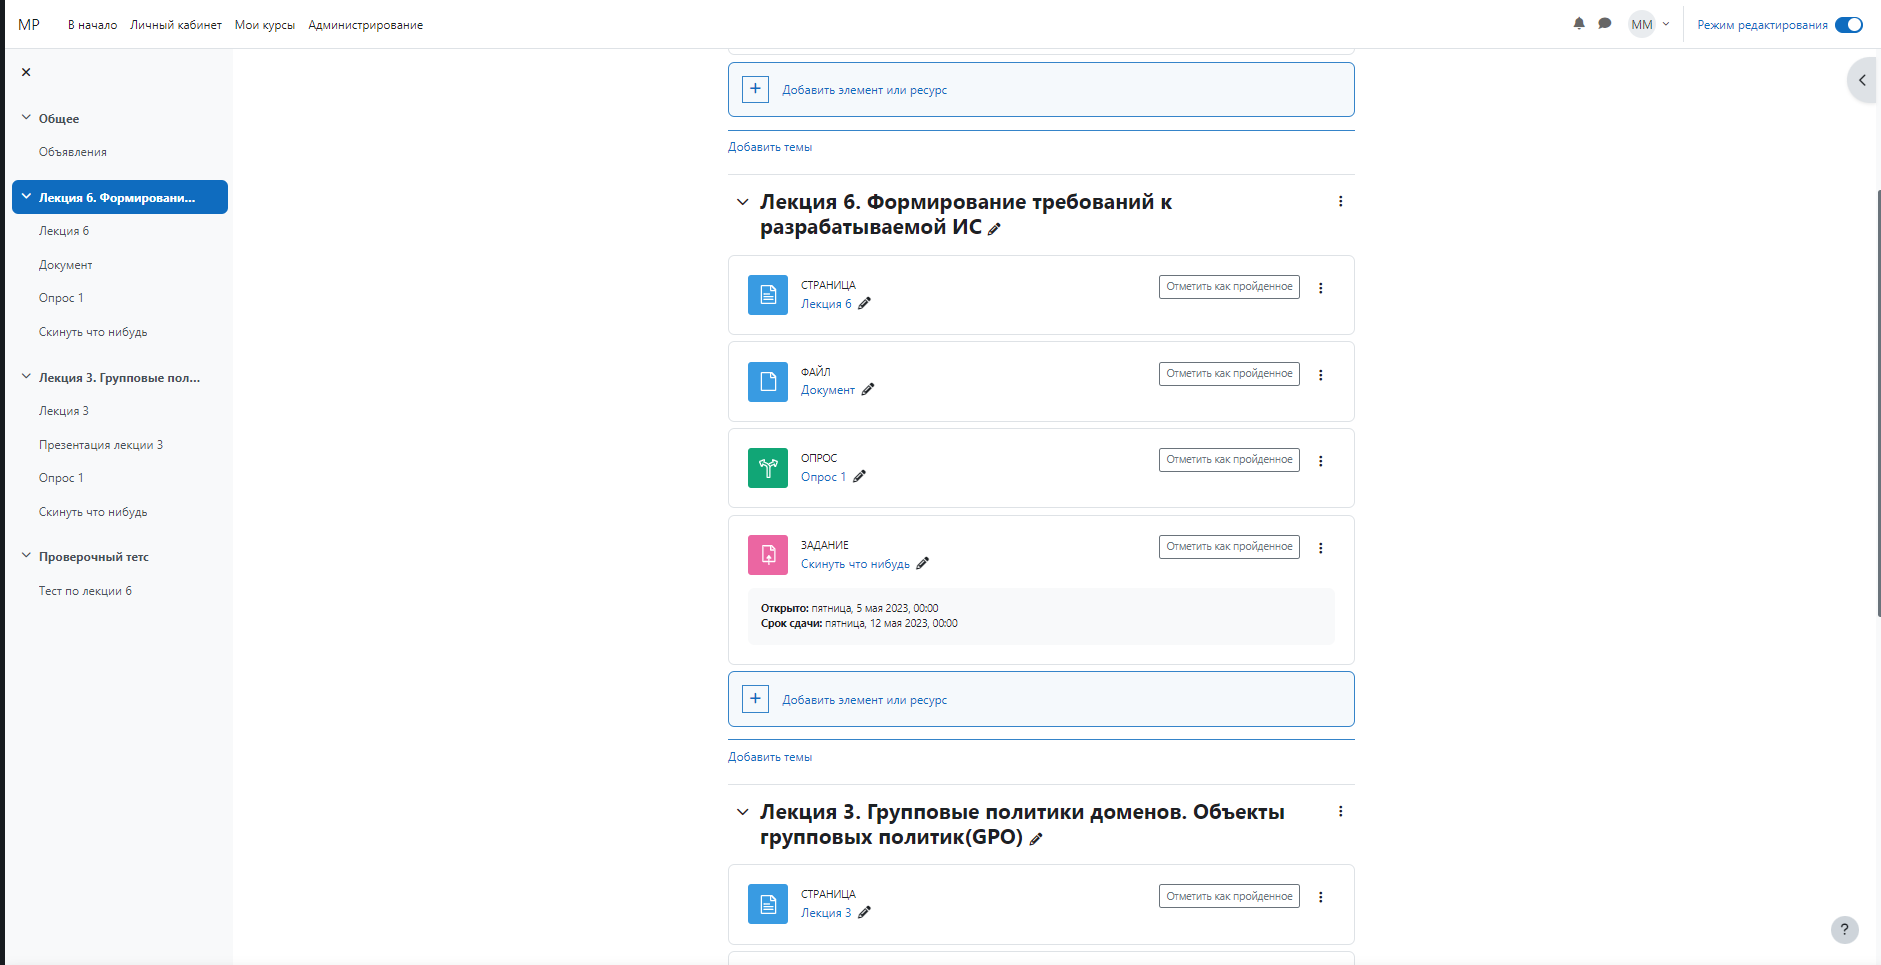 МР
В начало
Личный кабинет
Мои курсы
Администрирование
ММ
Режим редактирования
Общее
Объявления
Лекция 6. Формировани...
Лекция 6
Документ
Опрос 1
Скинуть что нибудь
Лекция 3. Групповые пол...
Лекция 3
Презентация лекции 3
Опрос 1
Скинуть что нибудь
Проверочный тетс
Тест по лекции 6
+ Добавить элемент или ресурс
Добавить темы
Лекция 6. Формирование требований к
разрабатываемой ИС
СТРАНИЦА
Лекция 6
Отметить как пройденное
ФАЙЛ
Документ
Отметить как пройденное
ОПРОС
Опрос 1
Отметить как пройденное
ЗАДАНИЕ
Скинуть что нибудь
Отметить как пройденное
Открыто: пятница, 5 мая 2023, 00:00
Срок сдачи: пятница, 12 мая 2023, 00:00
+ Добавить элемент или ресурс
Добавить темы
Лекция 3. Групповые политики доменов. Объекты
групповых политик(GPO)
СТРАНИЦА
Лекция 3
Отметить как пройденное
?